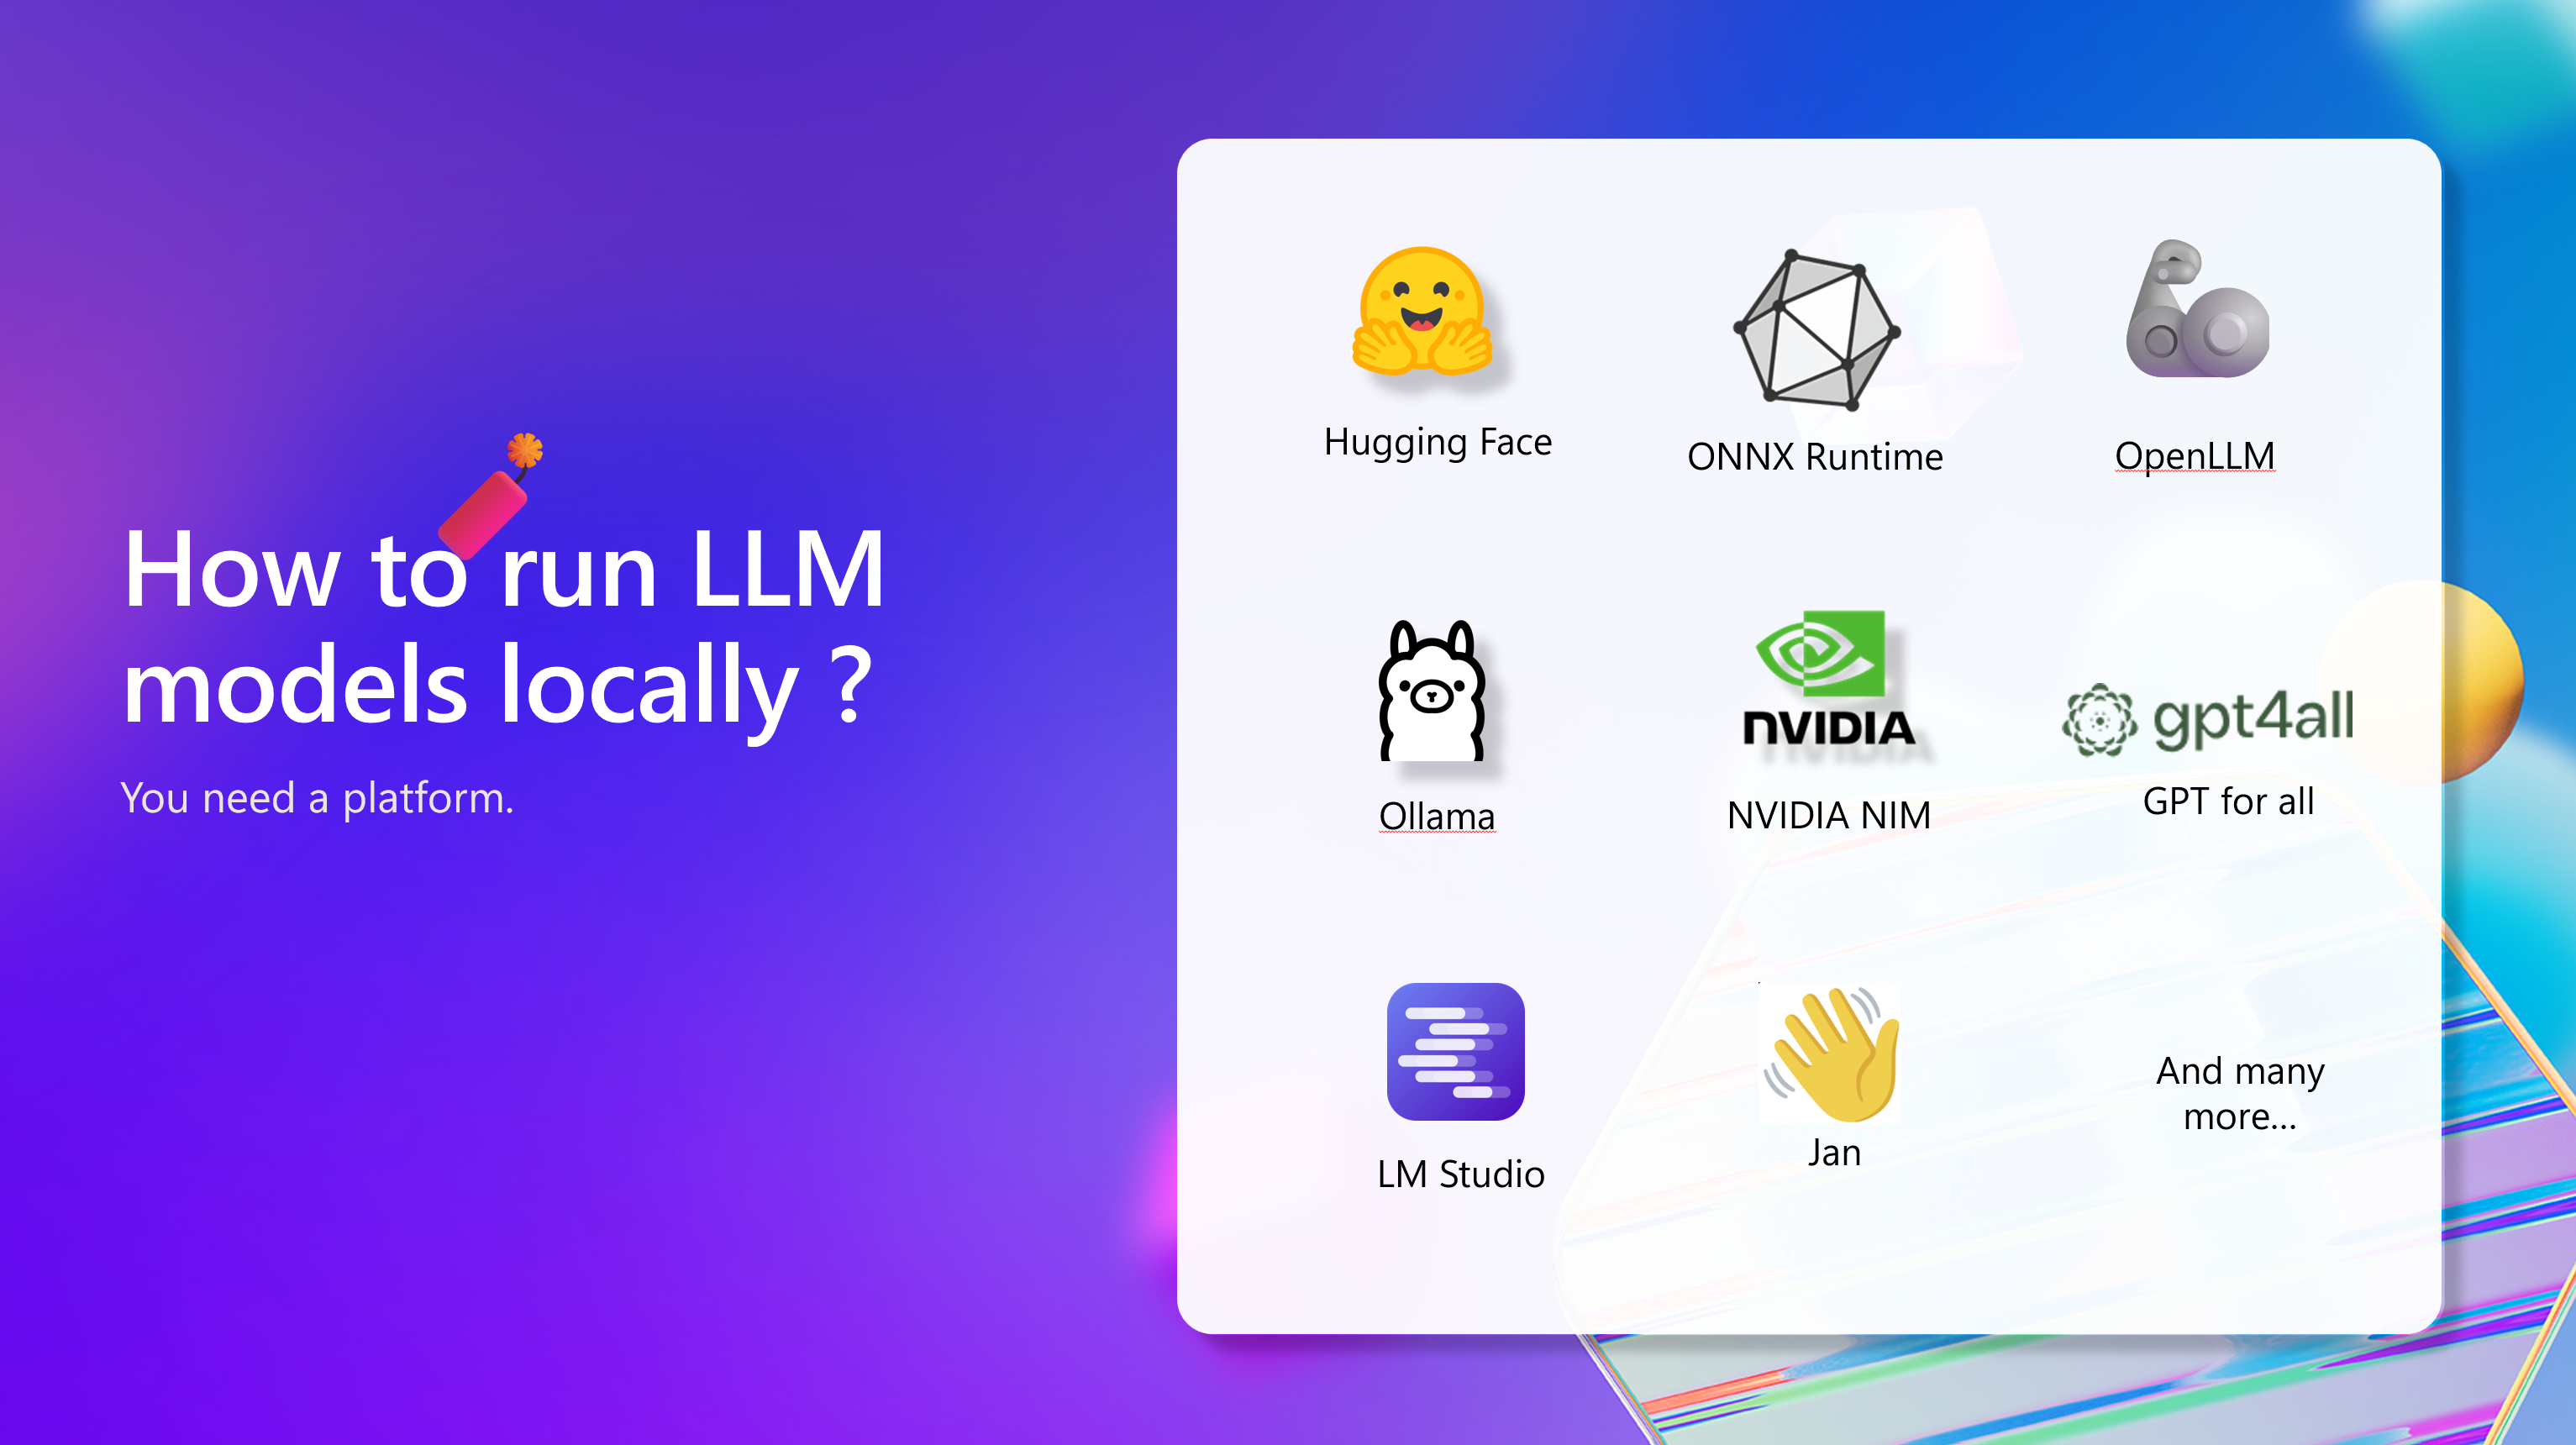 How to run LLM
models locally ?
You need a platform.
Hugging Face
ONNX Runtime
OpenLLM
NVIDIA
gpt4all
Ollama
NVIDIA NIM
GPT for all
LM Studio
Jan
And many
more...